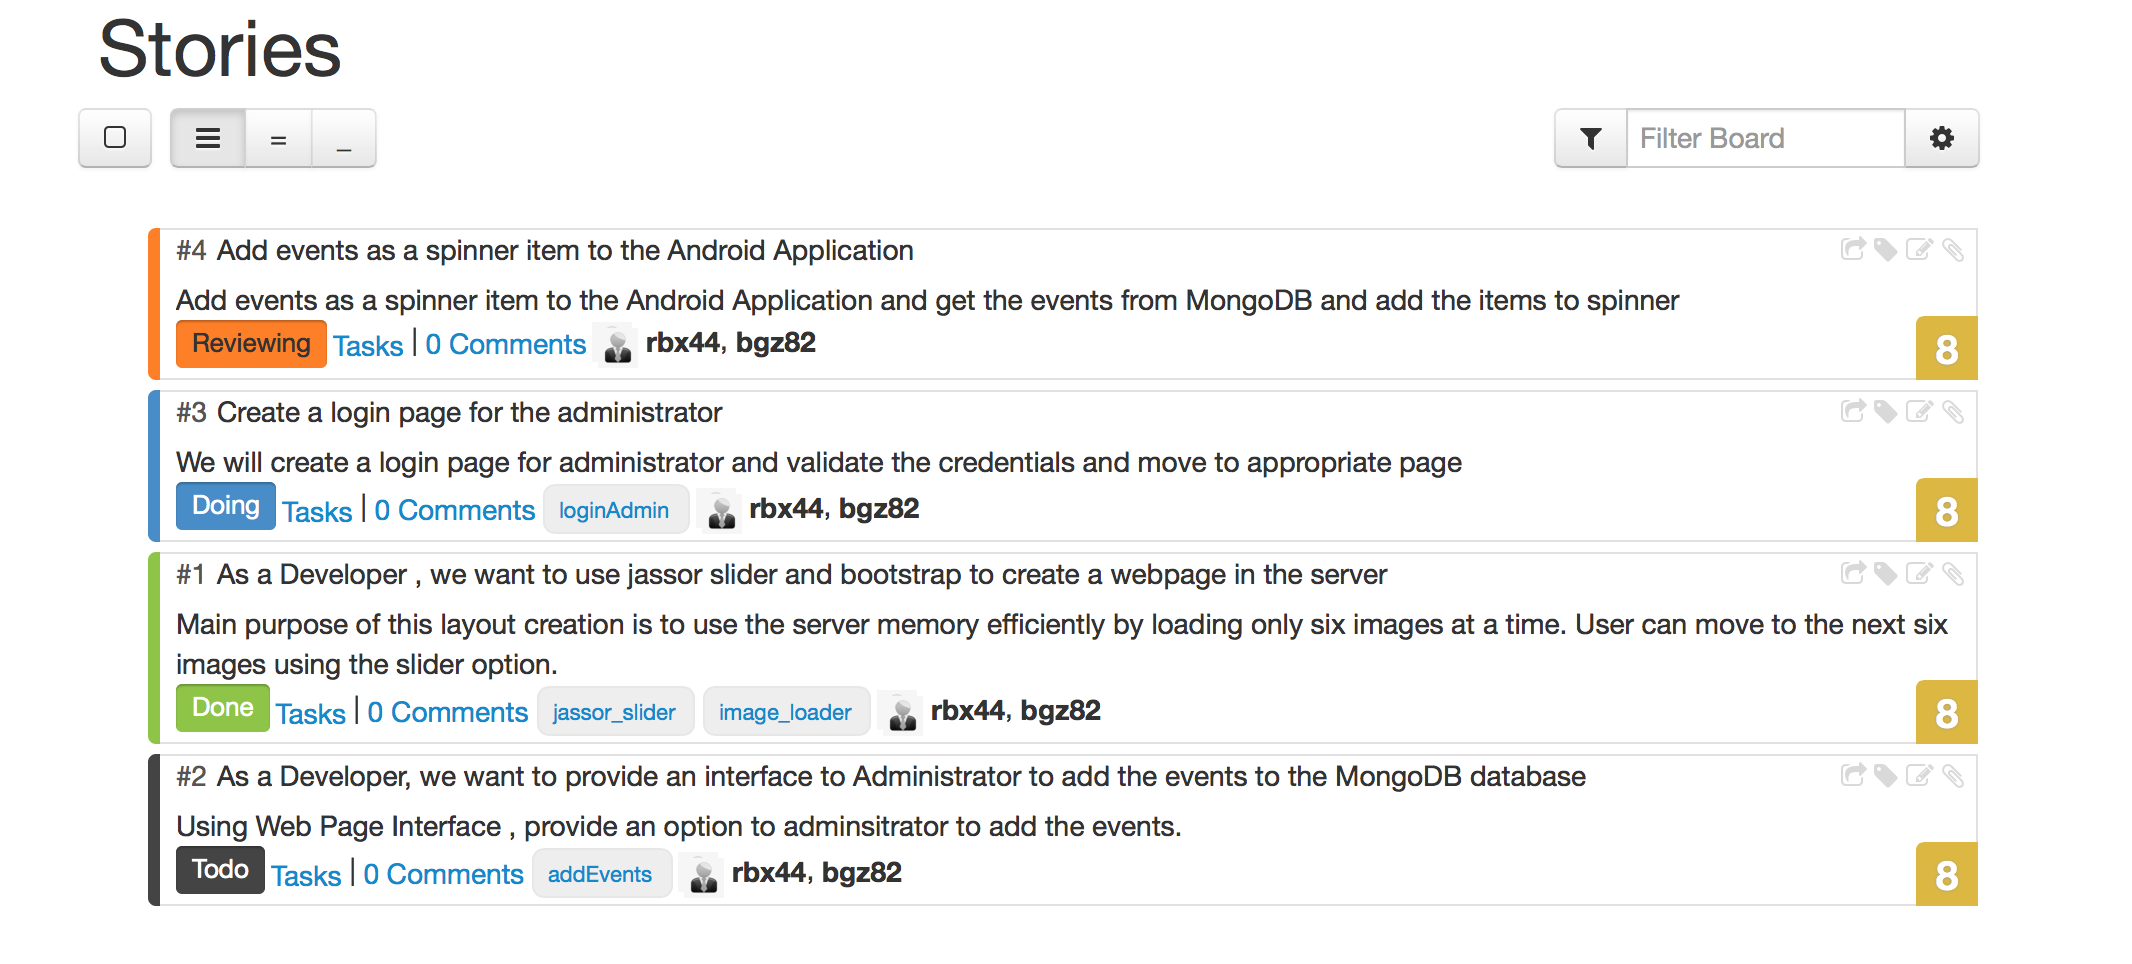 Stories
= _ Filter Board
#4 Add events as a spinner item to the Android Application
Add events as a spinner item to the Android Application and get the events from MongoDB and add the items to spinner
Reviewing Tasks | 0 Comments rbx44, bgz82 8
#3 Create a login page for the administrator
We will create a login page for administrator and validate the credentials and move to appropriate page
Doing Tasks | 0 Comments loginAdmin rbx44, bgz82 8
#1 As a Developer , we want to use jassor slider and bootstrap to create a webpage in the server
Main purpose of this layout creation is to use the server memory efficiently by loading only six images at a time. User can move to the next six
images using the slider option.
Done Tasks | 0 Comments jassor_slider image_loader rbx44, bgz82 8
#2 As a Developer, we want to provide an interface to Administrator to add the events to the MongoDB database
Using Web Page Interface , provide an option to adminsitrator to add the events.
Todo Tasks | 0 Comments addEvents rbx44, bgz82 8